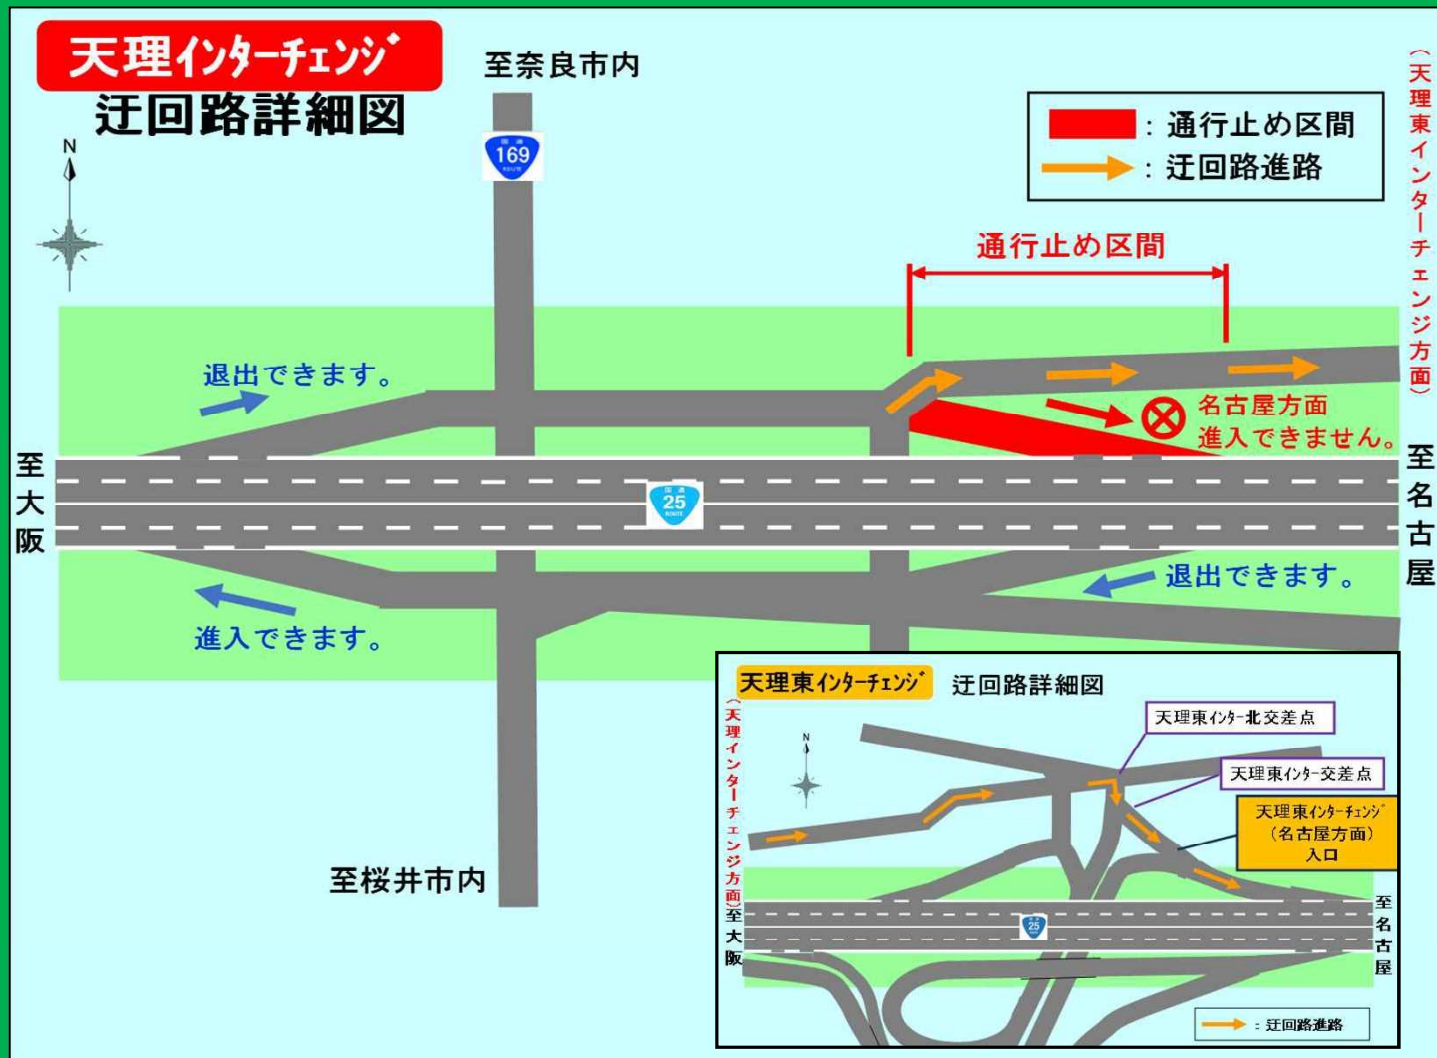 天理インターチェンジ
迂回路詳細図
至奈良市内
N
国道
169
ROUTE
：通行止め区間
：迂回路進路
（天理東インターチェンジ方面）
通行止め区間
退出できます。
名古屋方面
進入できません。
至大阪
国道
25
ROUTE
至名古屋
退出できます。
進入できます。
至桜井市内
天理東インターチェンジ 迂回路詳細図
（天理インターチェンジ方面）
N
天理東インター北交差点
天理東インター交差点
天理東インターチェンジ
（名古屋方面）
入口
至大阪
25
至名古屋
：迂回路進路